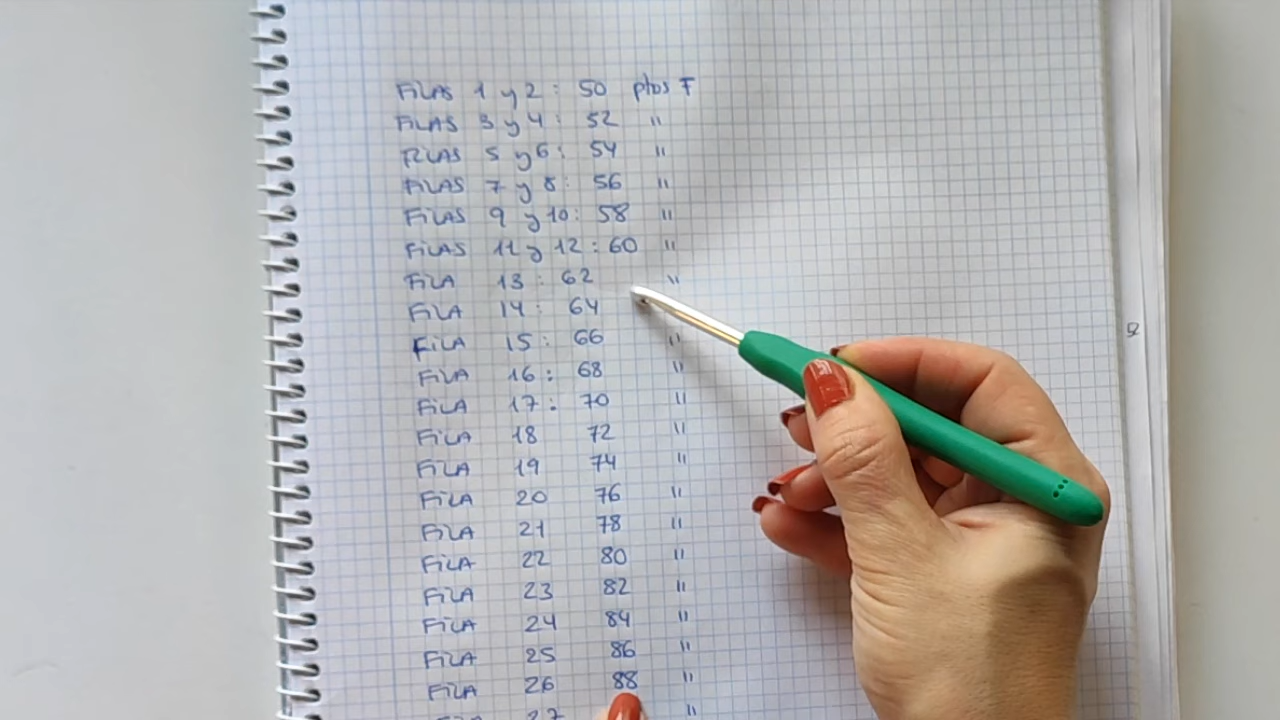 FILAS 1 y 2 : 50 ptos F
FILAS 3 y 4 : 52 "
FILAS 5 y 6 : 54 "
FILAS 7 y 8 : 56 "
FILAS 9 y 10 : 58 "
FILAS 11 y 12 : 60 "
FILA 13 : 62 "
FILA 14 : 64
FILA 15 : 66 "
FILA 16 : 68 "
FILA 17 : 70 "
FILA 18 72 "
FILA 19 74 "
FILA 20 76 "
FILA 21 78 "
FILA 22 80 "
FILA 23 82 "
FILA 24 84 "
FILA 25 86 "
FILA 26 88 "
FILA 27 "